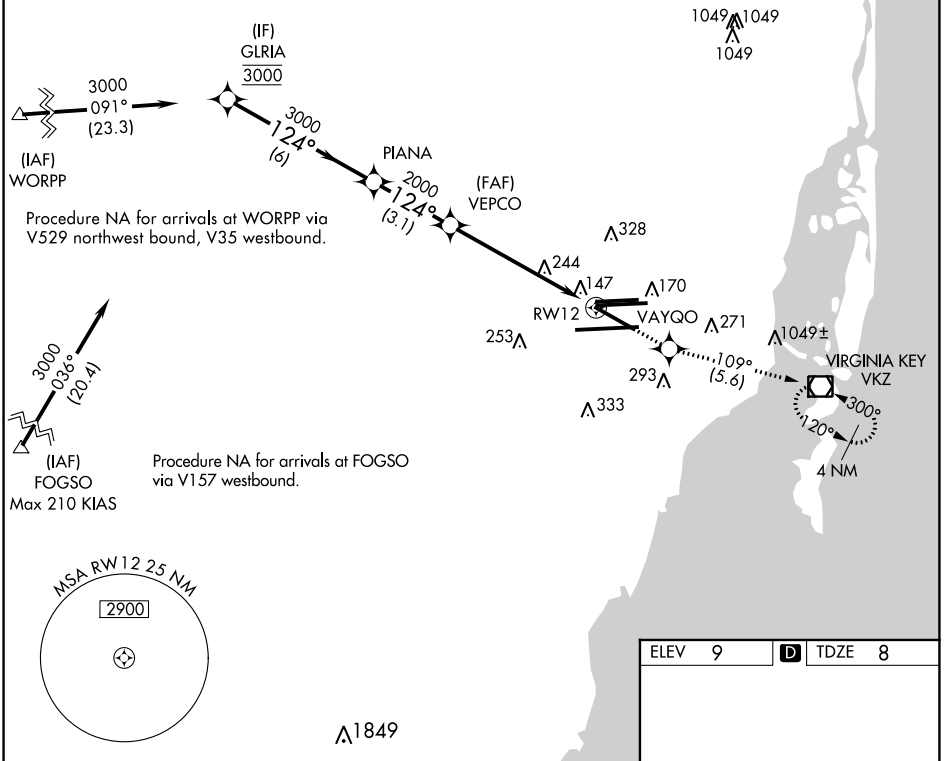 1049 1049
1049
(IF)
GLRIA
3000
3000
091°
(23.3)
(IAF)
WORPP
3000
124°
(6)
PIANA
2000
124°
(3.1)
(FAF)
VEPCO
Procedure NA for arrivals at WORPP via
V529 northwest bound, V35 westbound.
328
244
147
170
RW12
VAYQO
271
253
1049±
293
109°
(5.6)
VIRGINIA KEY
VKZ
333
300°
120°
4 NM
3000
036°
(20.4)
(IAF)
FOGSO
Max 210 KIAS
Procedure NA for arrivals at FOGSO
via V157 westbound.
MSA RW12 25 NM
2900
1849
ELEV 9 D TDZE 8